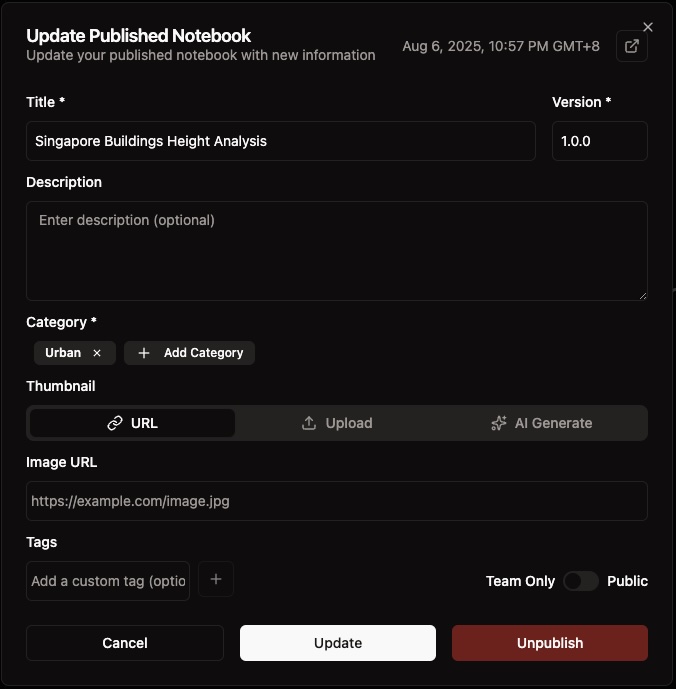 Update Published Notebook
Update your published notebook with new information
Aug 6, 2025, 10:57 PM GMT+8
Title *
Version *
Singapore Buildings Height Analysis
1.0.0
Description
Enter description (optional)
Category *
Urban
Add Category
Thumbnail
URL
Upload
AI Generate
Image URL
https://example.com/image.jpg
Tags
Add a custom tag (optio
Team Only
Public
Cancel
Update
Unpublish